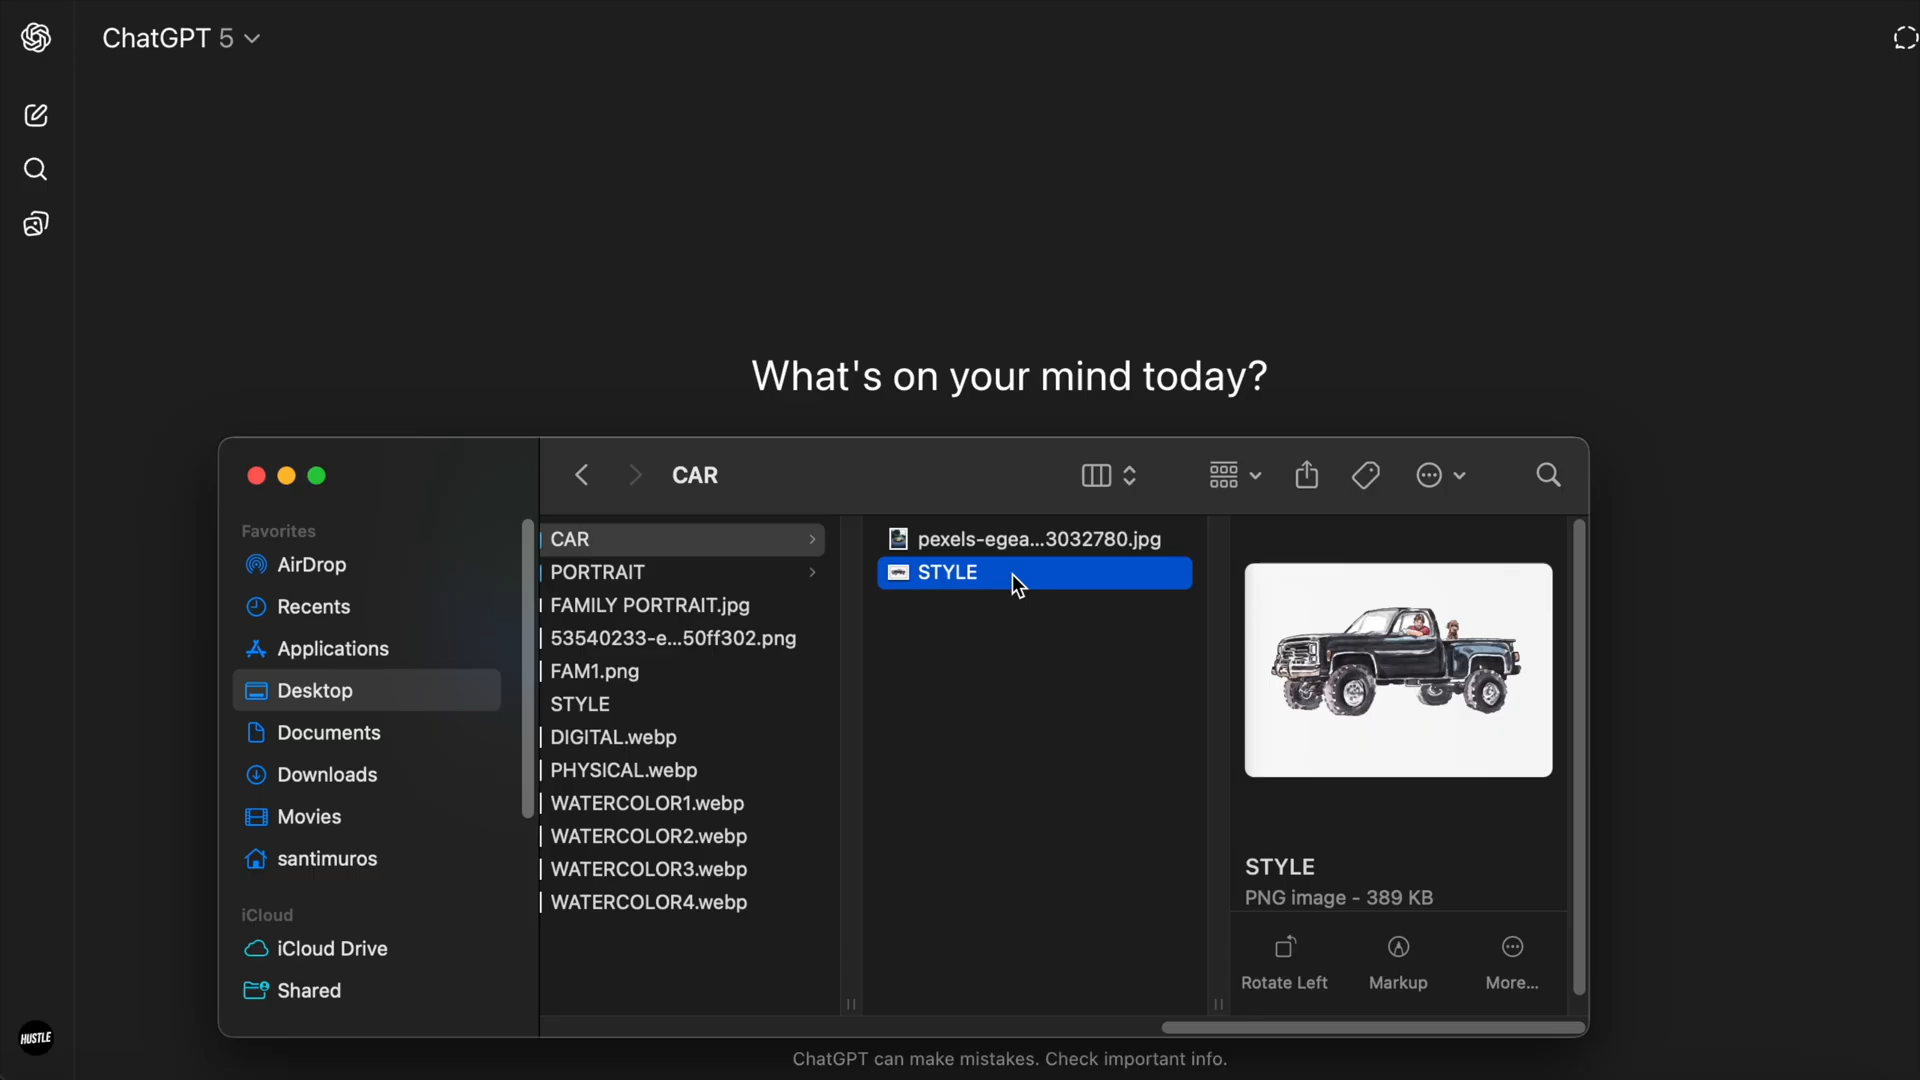 ChatGPT 5
What's on your mind today?
CAR
Favorites
AirDrop
Recents
Applications
Desktop
Documents
Downloads
Movies
santimuros
iCloud
iCloud Drive
Shared
CAR
PORTRAIT
FAMILY PORTRAIT.jpg
53540233-e...50ff302.png
FAM1.png
STYLE
DIGITAL.webp
PHYSICAL.webp
WATERCOLOR1.webp
WATERCOLOR2.webp
WATERCOLOR3.webp
WATERCOLOR4.webp
pexels-egea...3032780.jpg
STYLE
STYLE
PNG image - 389 KB
Rotate Left
Markup
More...
HUSTLE
ChatGPT can make mistakes. Check important info.